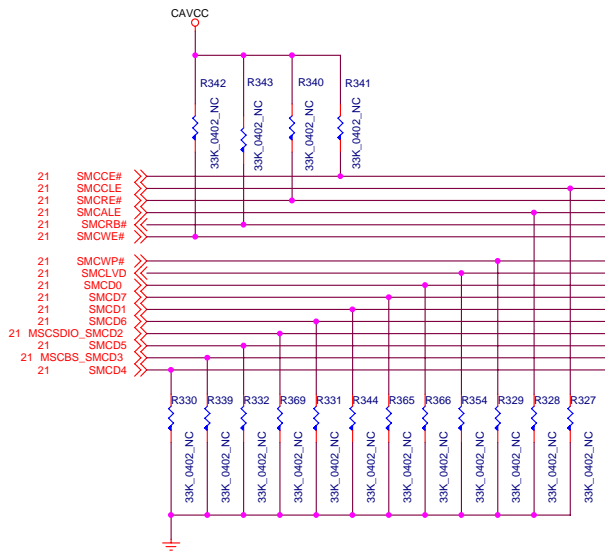 CAVCC
R342
R343
R340
R341
33K_0402_NC
33K_0402_NC
33K_0402_NC
33K_0402_NC
21 SMCCE#
21 SMCCLE
21 SMCRE#
21 SMCALE
21 SMCRB#
21 SMCWE#
21 SMCWP#
21 SMCLVD
21 SMCD0
21 SMCD7
21 SMCD1
21 SMCD6
21 MSCSDIO_SMCD2
21 SMCD5
21 MSCBS_SMCD3
21 SMCD4
R330
R339
R332
R369
R331
R344
R365
R366
R354
R329
R328
R327
33K_0402_NC
33K_0402_NC
33K_0402_NC
33K_0402_NC
33K_0402_NC
33K_0402_NC
33K_0402_NC
33K_0402_NC
33K_0402_NC
33K_0402_NC
33K_0402_NC
33K_0402_NC